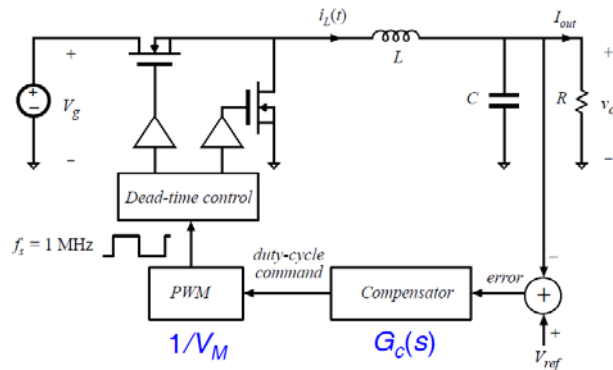 i_L(t)
I_out
+
L
+
+
−
V_g
C
R
v_o
−
−
Dead-time control
f_s = 1 MHz
duty-cycle
command
error
−
PWM
Compensator
+
+
1/V_M
G_c(s)
V_ref